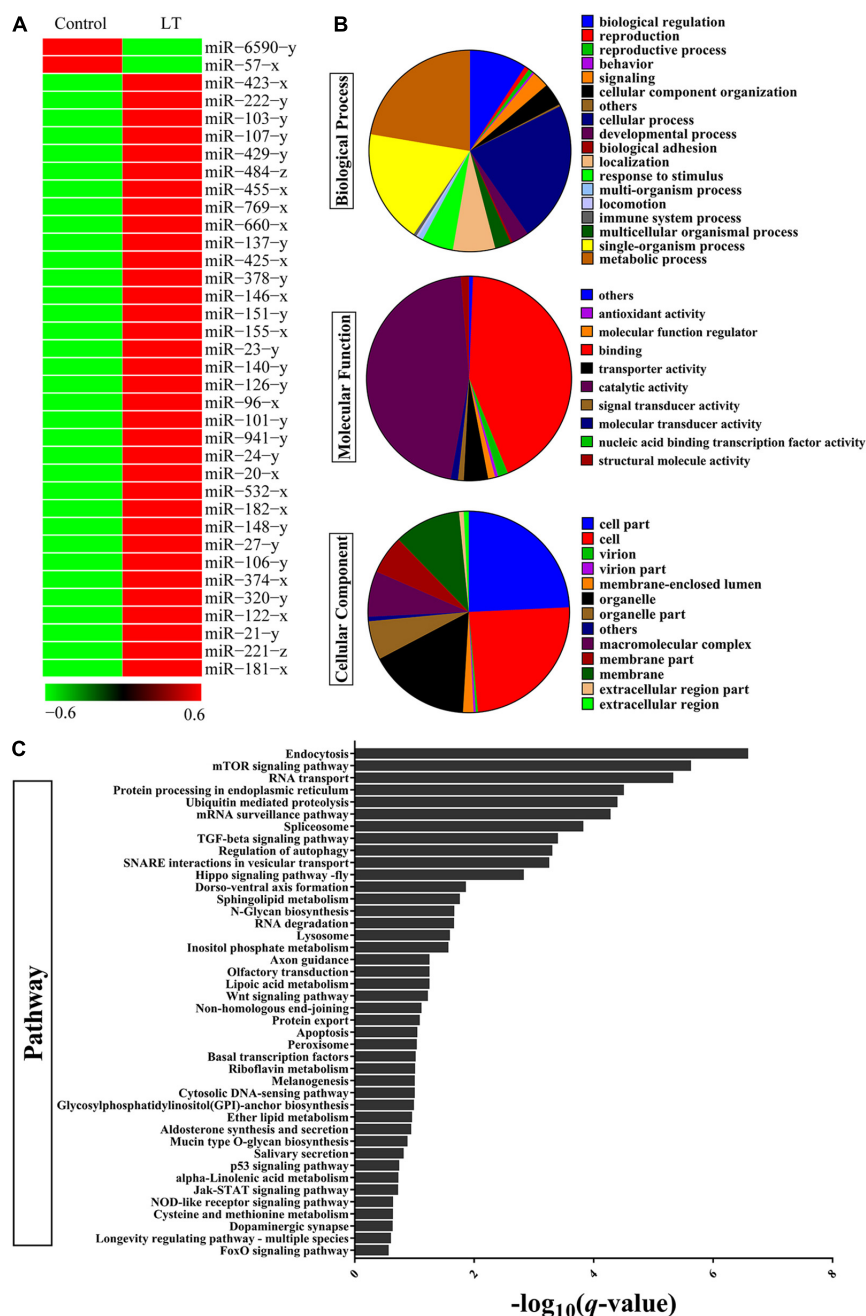 A
Control LT
miR−6590−y
miR−57−x
miR−423−x
miR−222−y
miR−103−y
miR−107−y
miR−429−y
miR−484−z
miR−455−x
miR−769−x
miR−660−x
miR−137−y
miR−425−x
miR−378−y
miR−146−x
miR−151−y
miR−155−x
miR−23−y
miR−140−y
miR−126−y
miR−96−x
miR−101−y
miR−941−y
miR−24−y
miR−20−x
miR−532−x
miR−182−x
miR−148−y
miR−27−y
miR−106−y
miR−374−x
miR−320−y
miR−122−x
miR−21−y
miR−221−z
miR−181−x
−0.6 0.6
B
Biological Process
biological regulation
reproduction
reproductive process
behavior
signaling
cellular component organization
others
cellular process
developmental process
biological adhesion
localization
response to stimulus
multi-organism process
locomotion
immune system process
multicellular organismal process
single-organism process
metabolic process
Molecular Function
others
antioxidant activity
molecular function regulator
binding
transporter activity
catalytic activity
signal transducer activity
molecular transducer activity
nucleic acid binding transcription factor activity
structural molecule activity
Cellular Component
cell part
cell
virion
virion part
membrane-enclosed lumen
organelle
organelle part
others
macromolecular complex
membrane part
membrane
extracellular region part
extracellular region
C
Pathway
Endocytosis
mTOR signaling pathway
RNA transport
Protein processing in endoplasmic reticulum
Ubiquitin mediated proteolysis
mRNA surveillance pathway
Spliceosome
TGF-beta signaling pathway
Regulation of autophagy
SNARE interactions in vesicular transport
Hippo signaling pathway -fly
Dorso-ventral axis formation
Sphingolipid metabolism
N-Glycan biosynthesis
RNA degradation
Lysosome
Inositol phosphate metabolism
Axon guidance
Olfactory transduction
Lipoic acid metabolism
Wnt signaling pathway
Non-homologous end-joining
Protein export
Apoptosis
Peroxisome
Basal transcription factors
Riboflavin metabolism
Melanogenesis
Cytosolic DNA-sensing pathway
Glycosylphosphatidylinositol(GPI)-anchor biosynthesis
Ether lipid metabolism
Aldosterone synthesis and secretion
Mucin type O-glycan biosynthesis
Salivary secretion
p53 signaling pathway
alpha-Linolenic acid metabolism
Jak-STAT signaling pathway
NOD-like receptor signaling pathway
Cysteine and methionine metabolism
Dopaminergic synapse
Longevity regulating pathway - multiple species
FoxO signaling pathway
0 2 4 6 8
-log10(q-value)